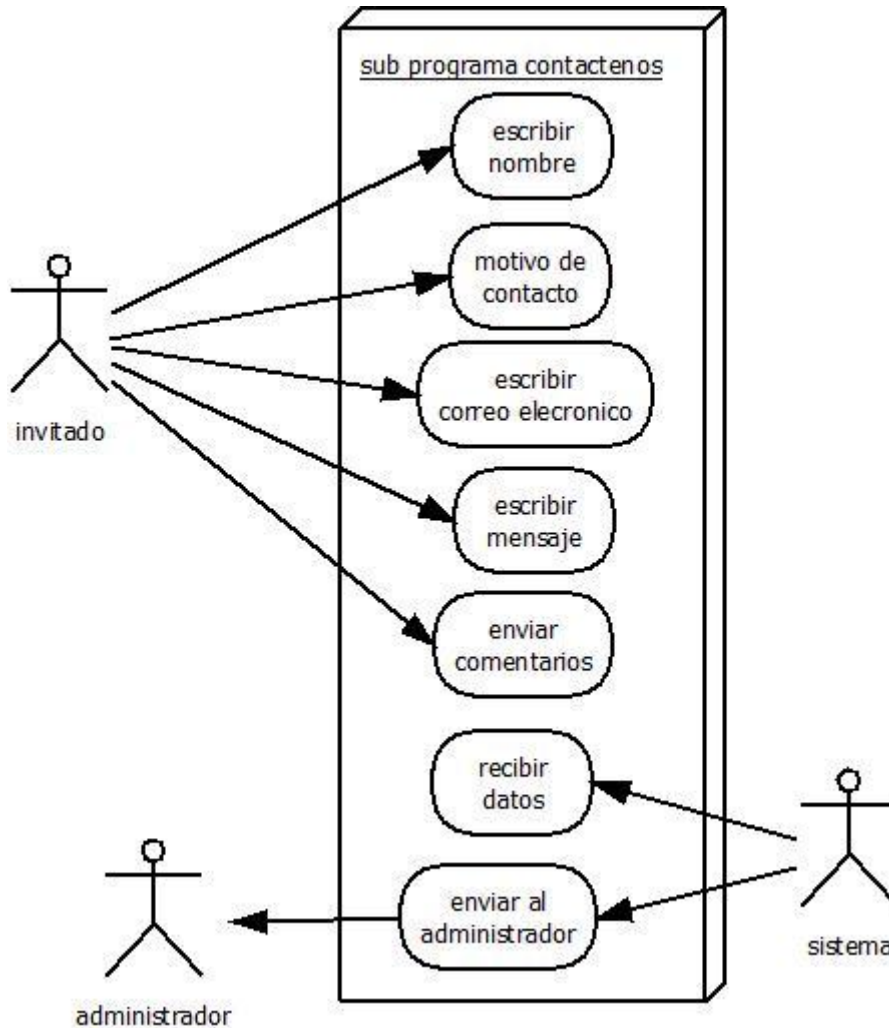 sub programa contactenos
escribir
nombre
motivo de
contacto
escribir
correo elecronico
invitado
escribir
mensaje
enviar
comentarios
recibir
datos
enviar al
administrador
sistema
administrador